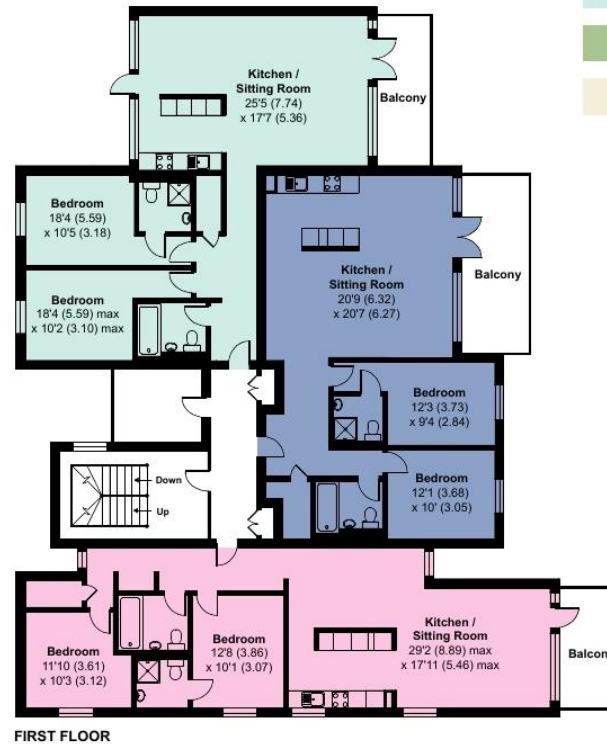 Kitchen /
Sitting Room
25'5 (7.74)
x 17'7 (5.36)
Balcony
Bedroom
18'4 (5.59)
x 10'5 (3.18)
Bedroom
18'4 (5.59) max
x 10'2 (3.10) max
Kitchen /
Sitting Room
20'9 (6.32)
x 20'7 (6.27)
Balcony
Bedroom
12'3 (3.73)
x 9'4 (2.84)
Bedroom
12'1 (3.68)
x 10' (3.05)
Down
Up
Kitchen /
Sitting Room
29'2 (8.89) max
x 17'11 (5.46) max
Balcon
Bedroom
12'8 (3.86)
x 10'1 (3.07)
Bedroom
11'10 (3.61)
x 10'3 (3.12)
FIRST FLOOR